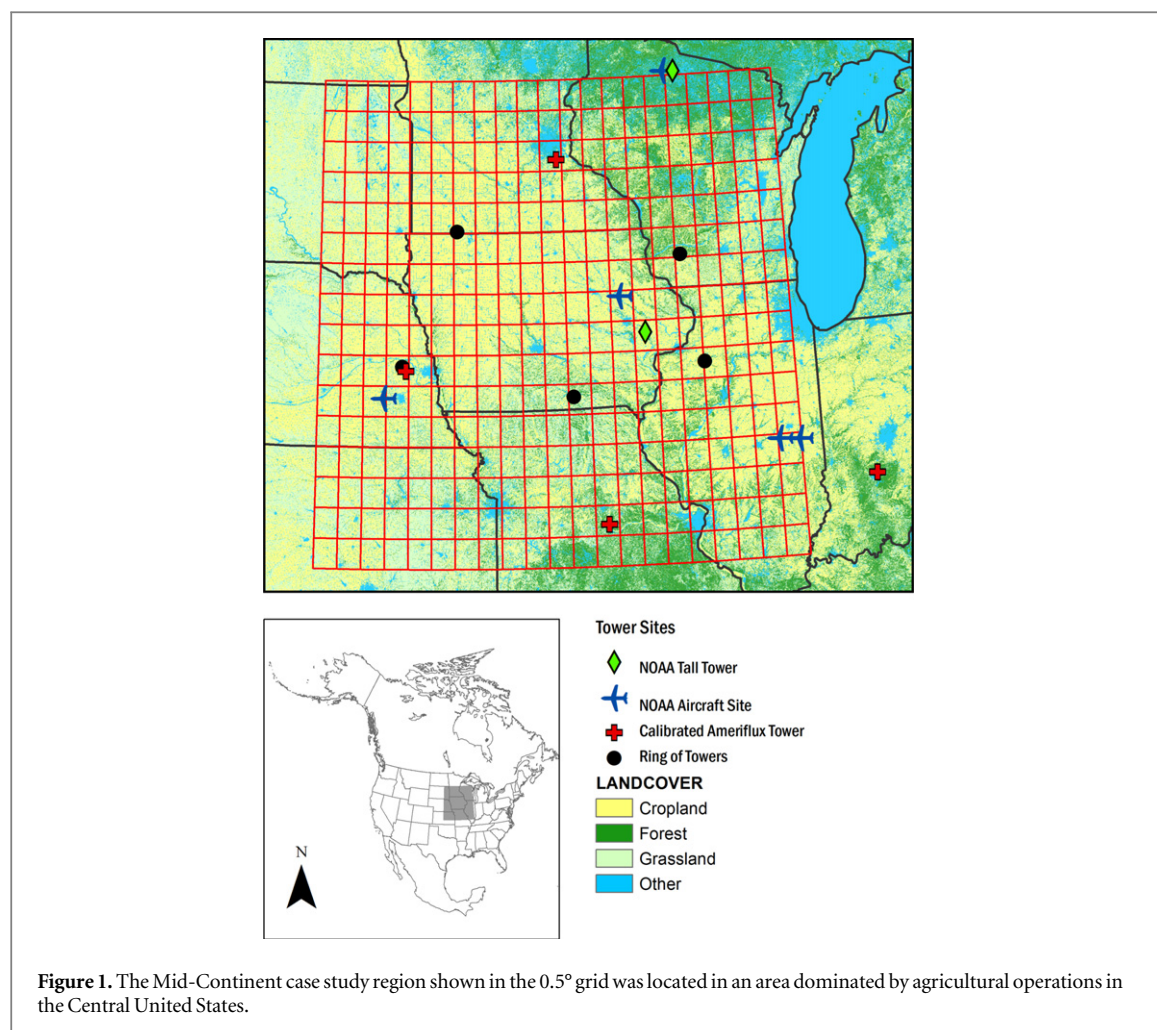 N
Tower Sites
NOAA Tall Tower
NOAA Aircraft Site
Calibrated Ameriflux Tower
Ring of Towers
LANDCOVER
Cropland
Forest
Grassland
Other
Figure 1. The Mid-Continent case study region shown in the 0.5° grid was located in an area dominated by agricultural operations in
the Central United States.